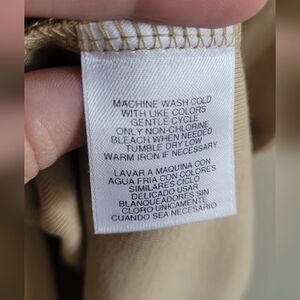 MACHINE WASH COLD
WITH LIKE COLORS
GENTLE CYCLE
ONLY NON-CHLORINE
BLEACH WHEN NEEDED
TUMBLE DRY LOW
WARM IRON IF NECESSARY
LAVAR A MAQUINA CON
AGUA FRIA CON COLORES
SIMILARES CICLO
DELICADO USAR
BLANQUEADORES SIN
CLORO UNICAMENTE
CUANDO SEA NECESARIO